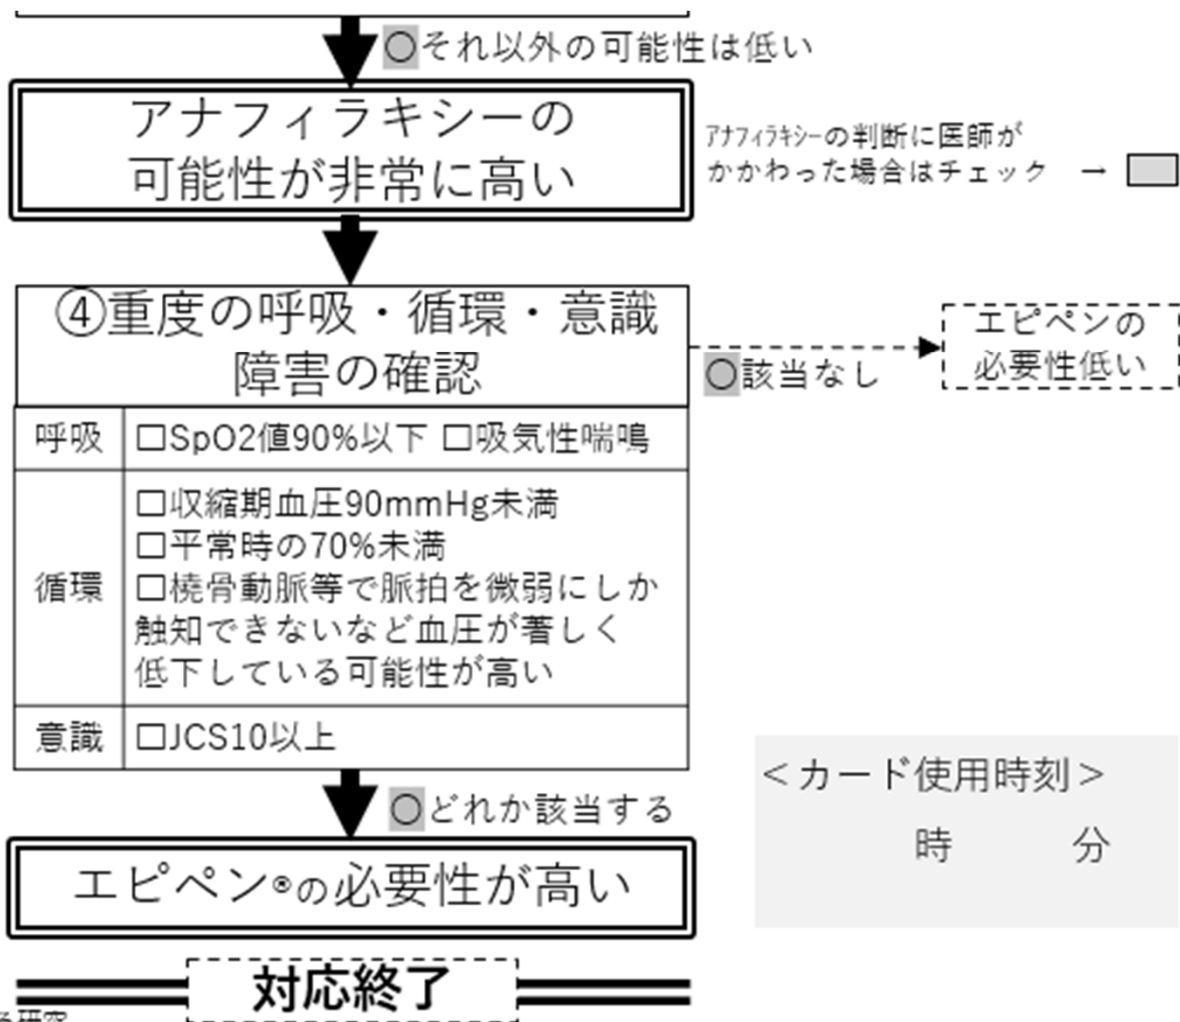 ○それ以外の可能性は低い
アナフィラキシーの
可能性が非常に高い
アナフィラキシーの判断に医師が
かかわった場合はチェック →
④重度の呼吸・循環・意識
障害の確認
○該当なし
エピペンの
必要性低い
呼吸 □SpO2値90%以下 □吸気性喘鳴
循環
□収縮期血圧90mmHg未満
□平常時の70%未満
□橈骨動脈等で脈拍を微弱にしか
触知できないなど血圧が著しく
低下している可能性が高い
意識 □JCS10以上
○どれか該当する
<カード使用時刻>
時 分
エピペン®の必要性が高い
対応終了
研究